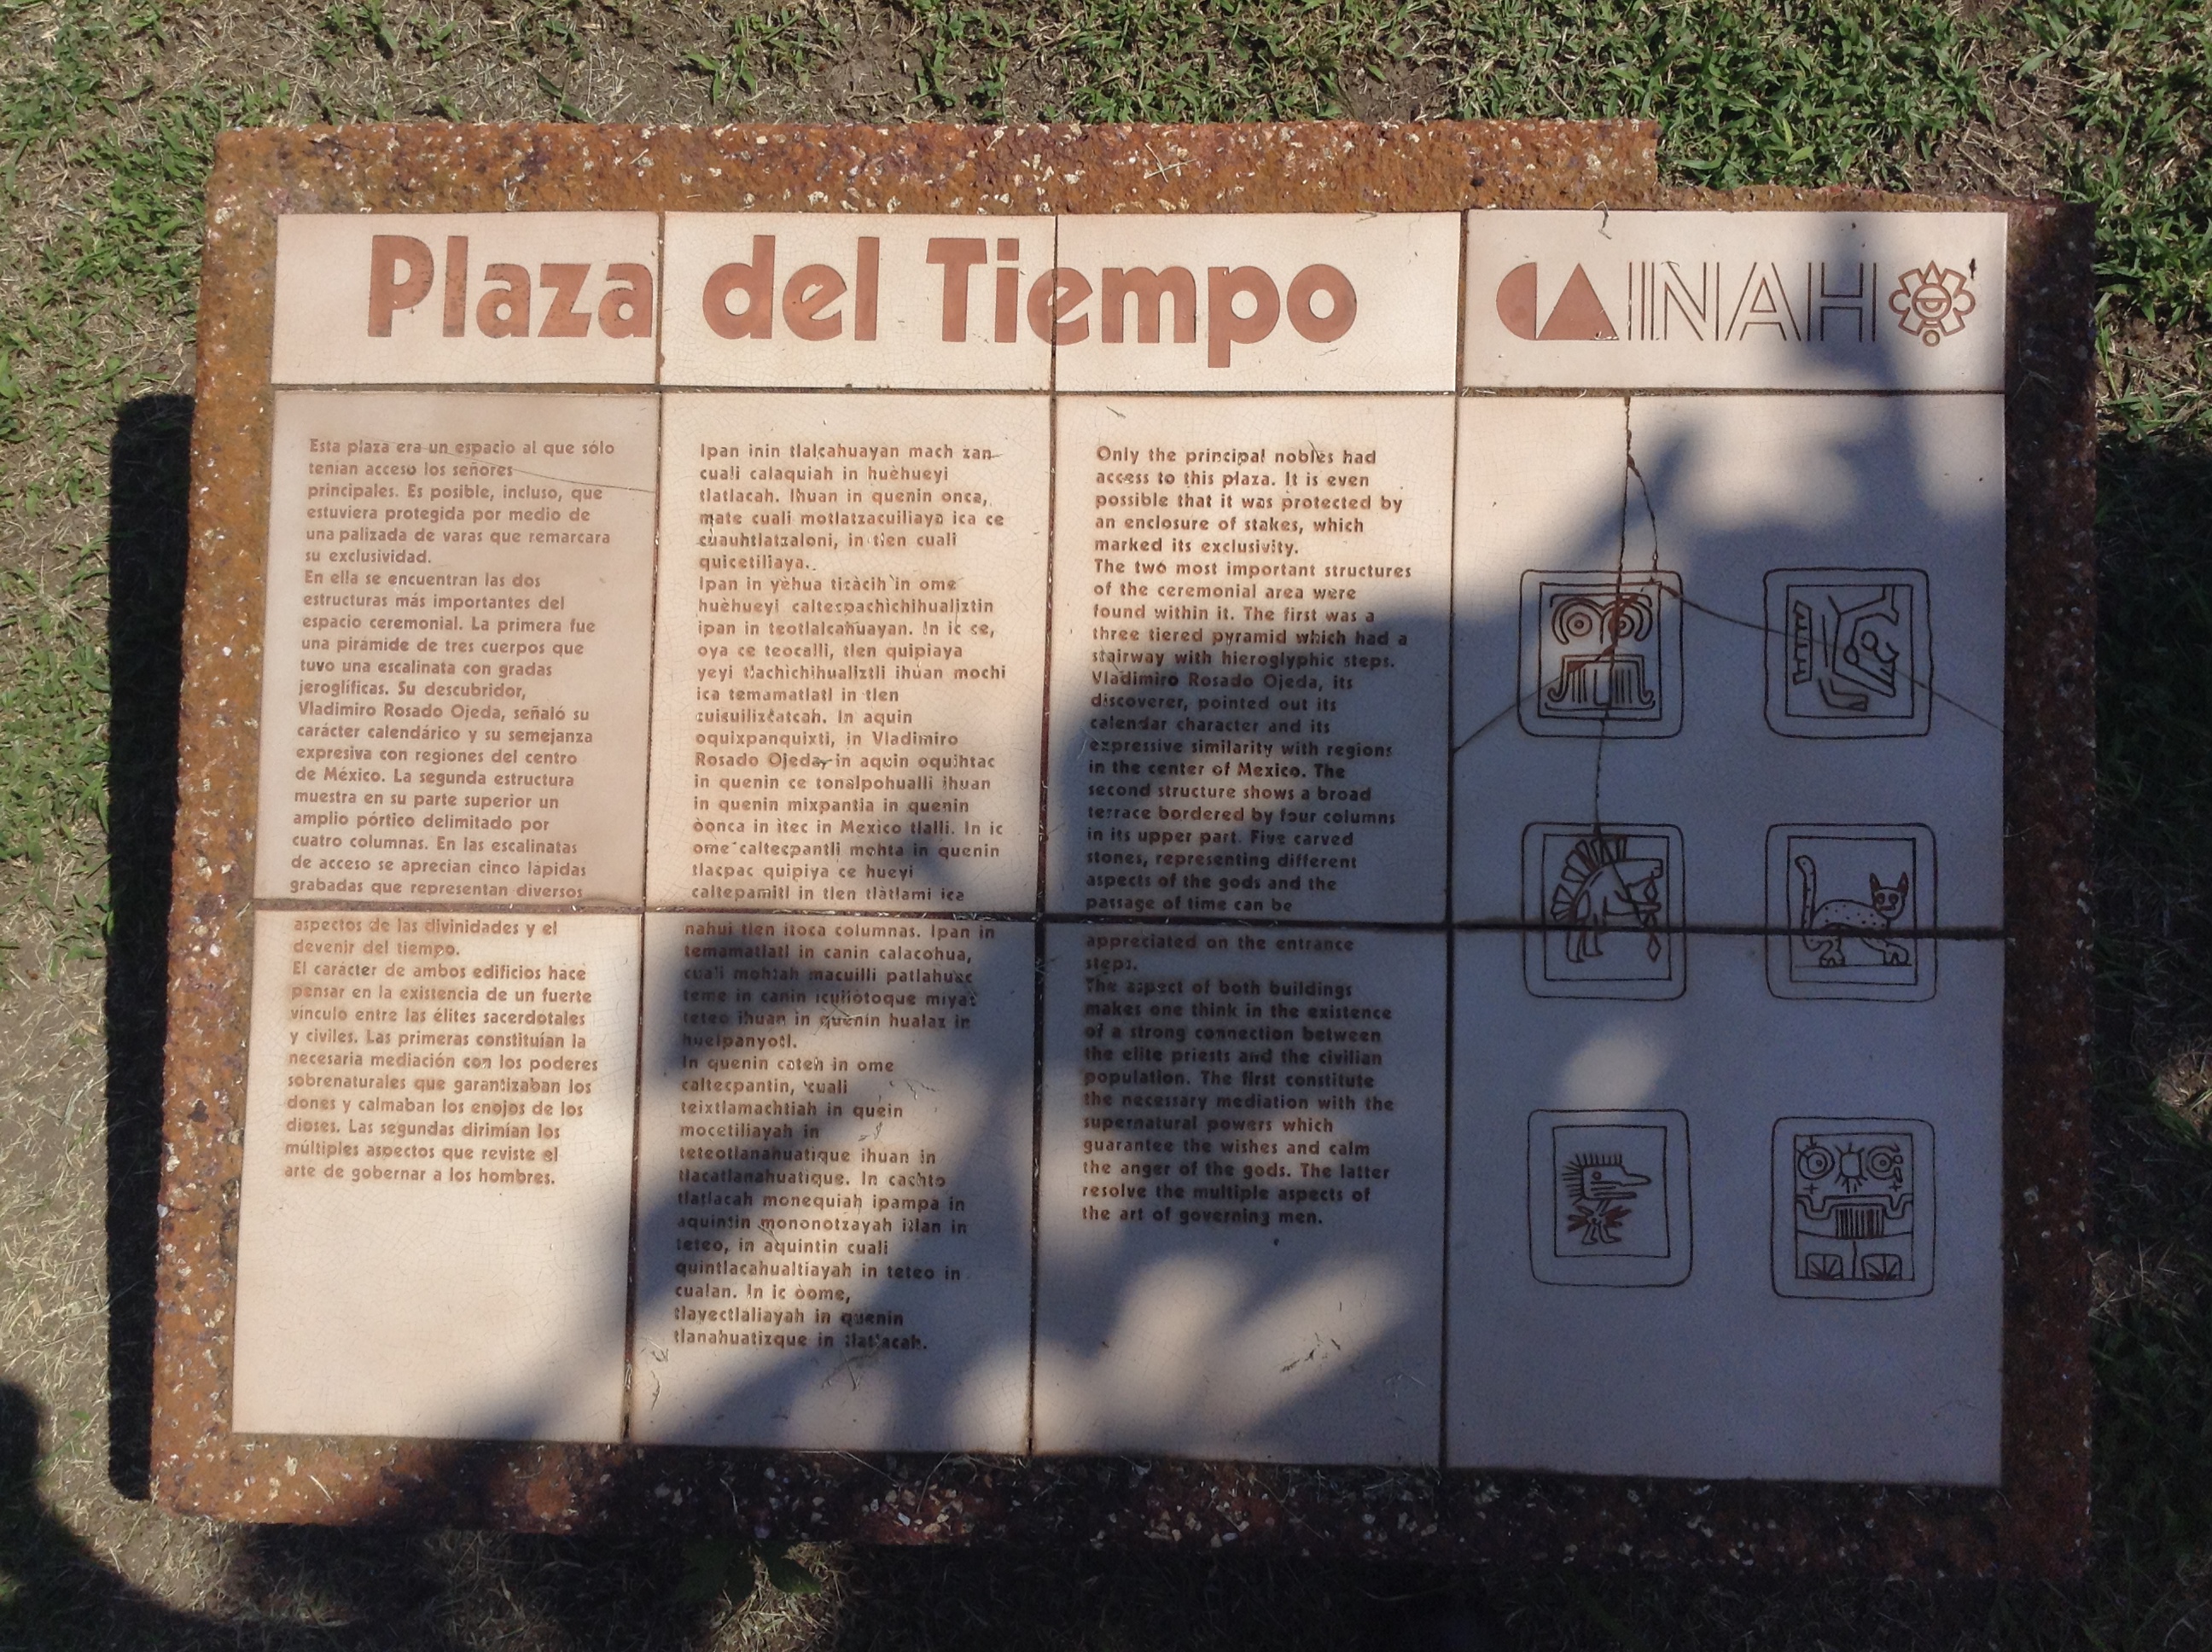 Plaza del Tiempo
CA INAH
Esta plaza era un espacio al que sólo
tenían acceso los señores
principales. Es posible, incluso, que
estuviera protegida por medio de
una palizada de varas que remarcara
su exclusividad.
En ella se encuentran las dos
estructuras más importantes del
espacio ceremonial. La primera fue
una pirámide de tres cuerpos que
tuvo una escalinata con gradas
jeroglíficas. Su descubridor,
Vladimiro Rosado Ojeda, señaló su
carácter calendárico y su semejanza
expresiva con regiones del centro
de México. La segunda estructura
muestra en su parte superior un
amplio pórtico delimitado por
cuatro columnas. En las escalinatas
de acceso se aprecian cinco lápidas
grabadas que representan diversos
aspectos de las divinidades y el
devenir del tiempo.
El carácter de ambos edificios hace
pensar en la existencia de un fuerte
vínculo entre las élites sacerdotales
y civiles. Las primeras constituían la
necesaria mediación con los poderes
sobrenaturales que garantizaban los
dones y calmaban los enojos de los
dioses. Las segundas dirimían los
múltiples aspectos que reviste el
arte de gobernar a los hombres.
Ipan inin tlalcahuayan mach zan
cuali calaquiah in huèhueyi
tlatlacah. Ihuan in quenin onca,
mate cuali motlatzacuiliaya ica ce
cuauhtlatzaloni, in tlen cuali
quicetiliaya.
Ipan in yèhua ticàcih in ome
huèhueyi caltecpachichihualiztin
ipan in teotlalcahuayan. In ic ce,
oya ce teocalli, tlen quipiaya
yeyi tlachichihualiztli ihuan mochi
ica temamatlatl in tlen
cuicuilizcatcah. In aquin
oquixpanquixti, in Vladimiro
Rosado Ojeda, in aquin oquihtac
in quenin ce tonalpohualli ihuan
in quenin mixpantia in quenin
òonca in ìtec in Mexico tlalli. In ic
ome caltecpantli mohta in quenin
tlacpac quipiya ce hueyi
caltepamitl in tlen tlàtlami ica
nahui tlen itoca columnas. Ipan in
temamatlatl in canin calacohua,
cuali mohtah macuilli patlahuac
teme in canin icuiliotoque miyac
teteo ihuan in quenin hualaz in
huelpanyotl.
In quenin cateh in ome
caltecpantin, cuali
teixtlamachtiah in quein
mocetiliayah in
teteotlanahuatique ihuan in
tlacatlanahuatique. In cachto
tlatlacah monequiah ipampa in
aquintin mononotzayah itlan in
teteo, in aquintin cuali
quintlacahualtiayah in teteo in
cualan. In ic òome,
tlayectlaliayah in quenin
tlanahuatizque in tlatlacah.
Only the principal nobles had
access to this plaza. It is even
possible that it was protected by
an enclosure of stakes, which
marked its exclusivity.
The two most important structures
of the ceremonial area were
found within it. The first was a
three tiered pyramid which had a
stairway with hieroglyphic steps.
Vladimiro Rosado Ojeda, its
discoverer, pointed out its
calendar character and its
expressive similarity with regions
in the center of Mexico. The
second structure shows a broad
terrace bordered by four columns
in its upper part. Five carved
stones, representing different
aspects of the gods and the
passage of time can be
appreciated on the entrance
steps.
The aspect of both buildings
makes one think in the existence
of a strong connection between
the elite priests and the civilian
population. The first constitute
the necessary mediation with the
supernatural powers which
guarantee the wishes and calm
the anger of the gods. The latter
resolve the multiple aspects of
the art of governing men.